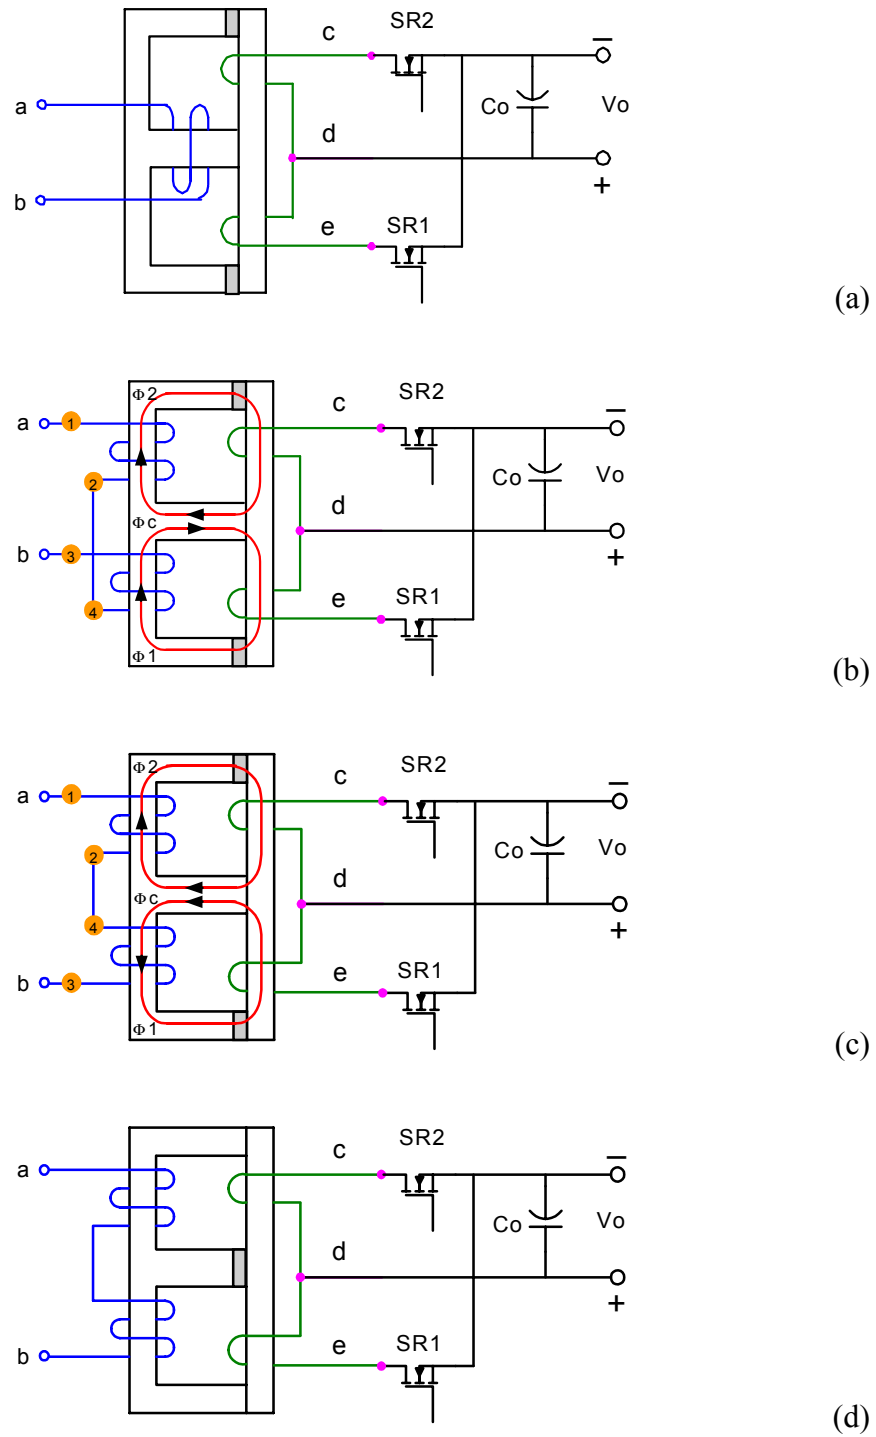 SR2
c
−
a
Co
Vo
d
+
b
SR1
e
(a)
Φ2
SR2
c
−
a 1
2
Co
Vo
d
Φc
b 3
+
4
e
SR1
Φ1
(b)
Φ2
SR2
c
−
a 1
2
Co
Vo
d
Φc
4
+
b 3
e
SR1
Φ1
(c)
SR2
c
−
a
Co
Vo
d
+
b
e
SR1
(d)